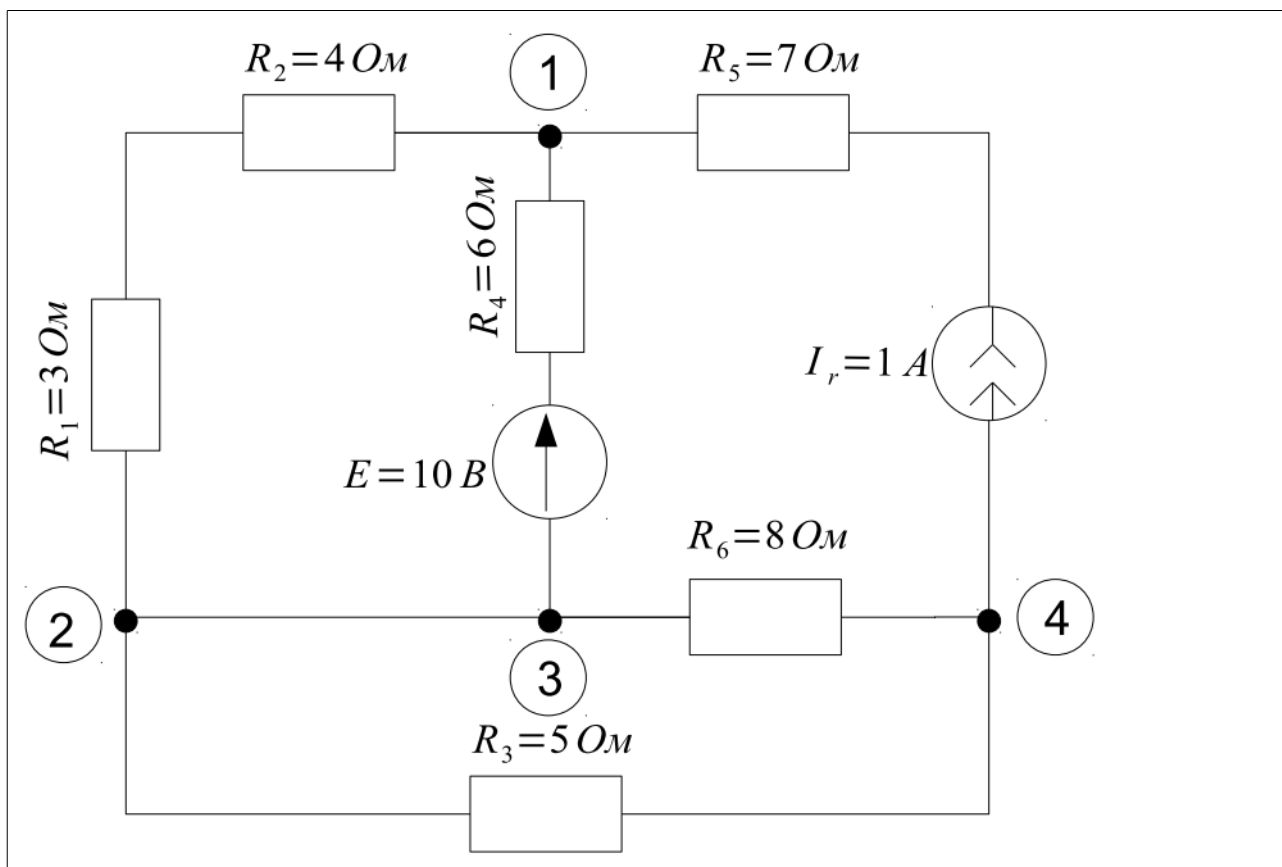 R₂=4 Ом
1
R₅=7 Ом
R₄=6 Ом
R₁=3 Ом
Iᵣ=1 А
E=10 В
R₆=8 Ом
2
3
4
R₃=5 Ом